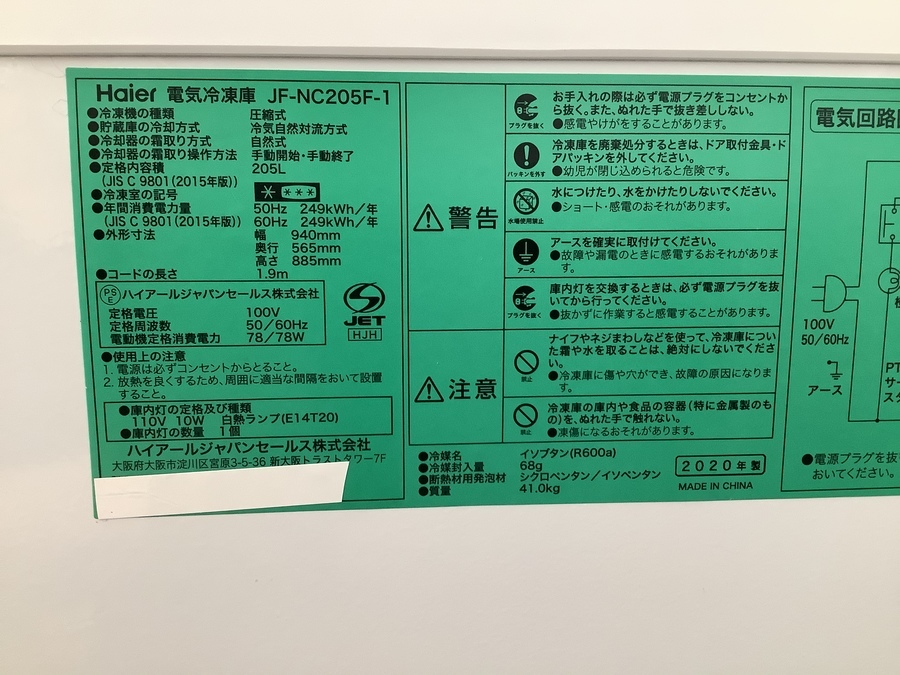 Haier 電気冷凍庫 JF-NC205F-1
●冷凍機の種類 圧縮式
●貯蔵庫の冷却方式 冷気自然対流方式
●冷却器の霜取り方式 自然式
●冷却器の霜取り操作方法 手動開始・手動終了
●定格内容積 205L
(JIS C 9801(2015年版))
●冷凍室の記号
●年間消費電力量 50Hz 249kWh/年
(JIS C 9801(2015年版)) 60Hz 249kWh/年
●外形寸法 幅 940mm
奥行 565mm
高さ 885mm
●コードの長さ 1.9m
PSE ハイアールジャパンセールス株式会社
定格電圧 100V
定格周波数 50/60Hz
電動機定格消費電力 78/78W
JET
HJH
●使用上の注意
1. 電源は必ずコンセントからとること。
2. 放熱を良くするため、周囲に適当な間隔をおいて設置
すること。
●庫内灯の定格及び種類
110V 10W 白熱ランプ(E14T20)
●庫内灯の数量 1個
ハイアールジャパンセールス株式会社
大阪府大阪市淀川区宮原3-5-36 新大阪トラストタワー7F
警告
プラグを抜く
お手入れの際は必ず電源プラグをコンセントか
ら抜く。また、ぬれた手で抜き差ししない。
●感電やけがをすることがあります。
パッキンを外す
冷凍庫を廃棄処分するときは、ドア取付金具・ド
アパッキンを外してください。
●幼児が閉じ込められると危険です。
水場使用禁止
水につけたり、水をかけたりしないでください。
●ショート・感電のおそれがあります。
アース
アースを確実に取付けてください。
●故障や漏電のときに感電するおそれがありま
す。
プラグを抜く
庫内灯を交換するときは、必ず電源プラグを抜
いてから行ってください。
●抜かずに作業すると感電することがあります。
注意
禁止
ナイフやネジまわしなどを使って、冷凍庫につい
た霜や水を取ることは、絶対にしないでくださ
い。
●冷凍庫に傷や穴ができ、故障の原因になりま
す。
禁止
冷凍庫の庫内や食品の容器(特に金属製のも
の)を、ぬれた手で触れない。
●凍傷になるおそれがあります。
●冷媒名 イソブタン(R600a)
●冷媒封入量 68g
●断熱材用発泡材 シクロペンタン/イソペンタン
●質量 41.0kg
2020年製
MADE IN CHINA
電気回路
100V
50/60Hz
アース
PT
サー
スタ
●電源プラグを抜
おいてください。